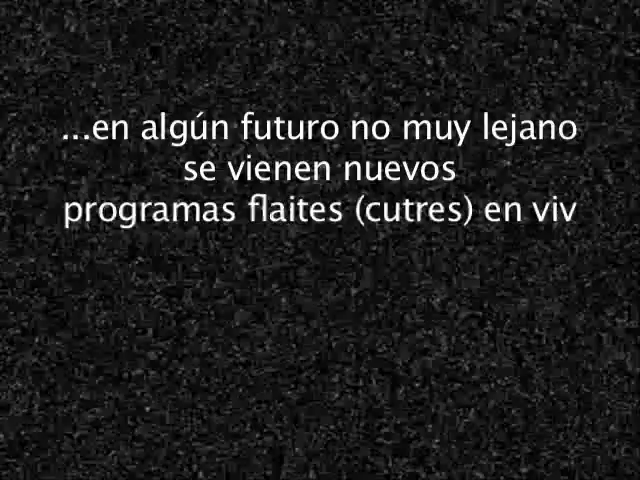 ...en algún futuro no muy lejano
se vienen nuevos
programas flaites (cutres) en viv